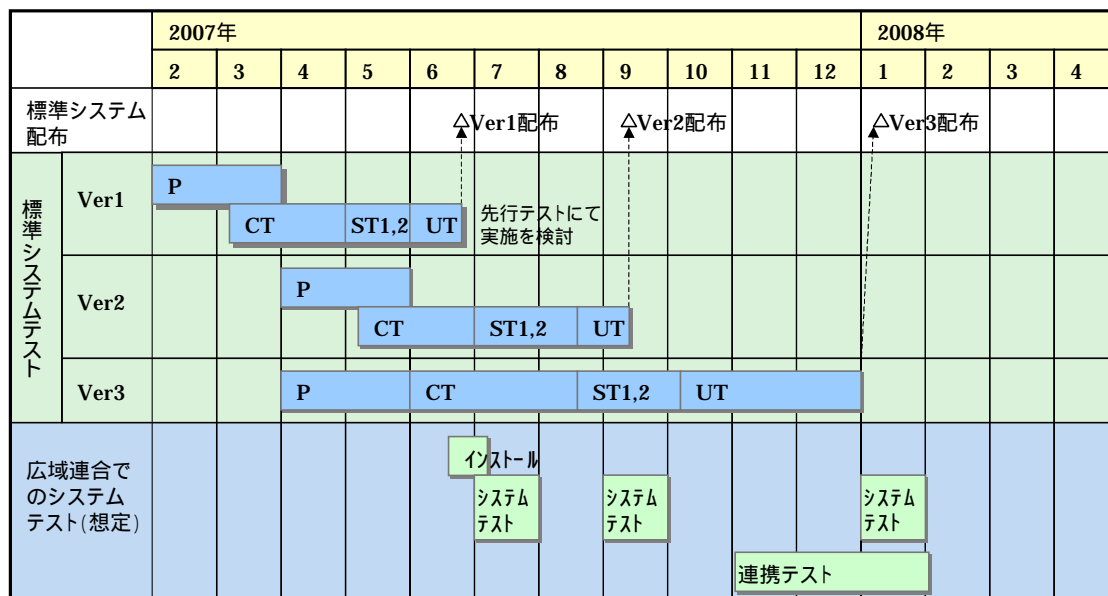 2007年
2008年
2 3 4 5 6 7 8 9 10 11 12 1 2 3 4
標準システム
配布
△Ver1配布
△Ver2配布
△Ver3配布
標準システムテスト
Ver1
P
CT
ST1,2
UT
先行テストにて
実施を検討
Ver2
P
CT
ST1,2
UT
Ver3
P
CT
ST1,2
UT
広域連合で
のシステム
テスト(想定)
インストール
システム
テスト
システム
テスト
システム
テスト
連携テスト